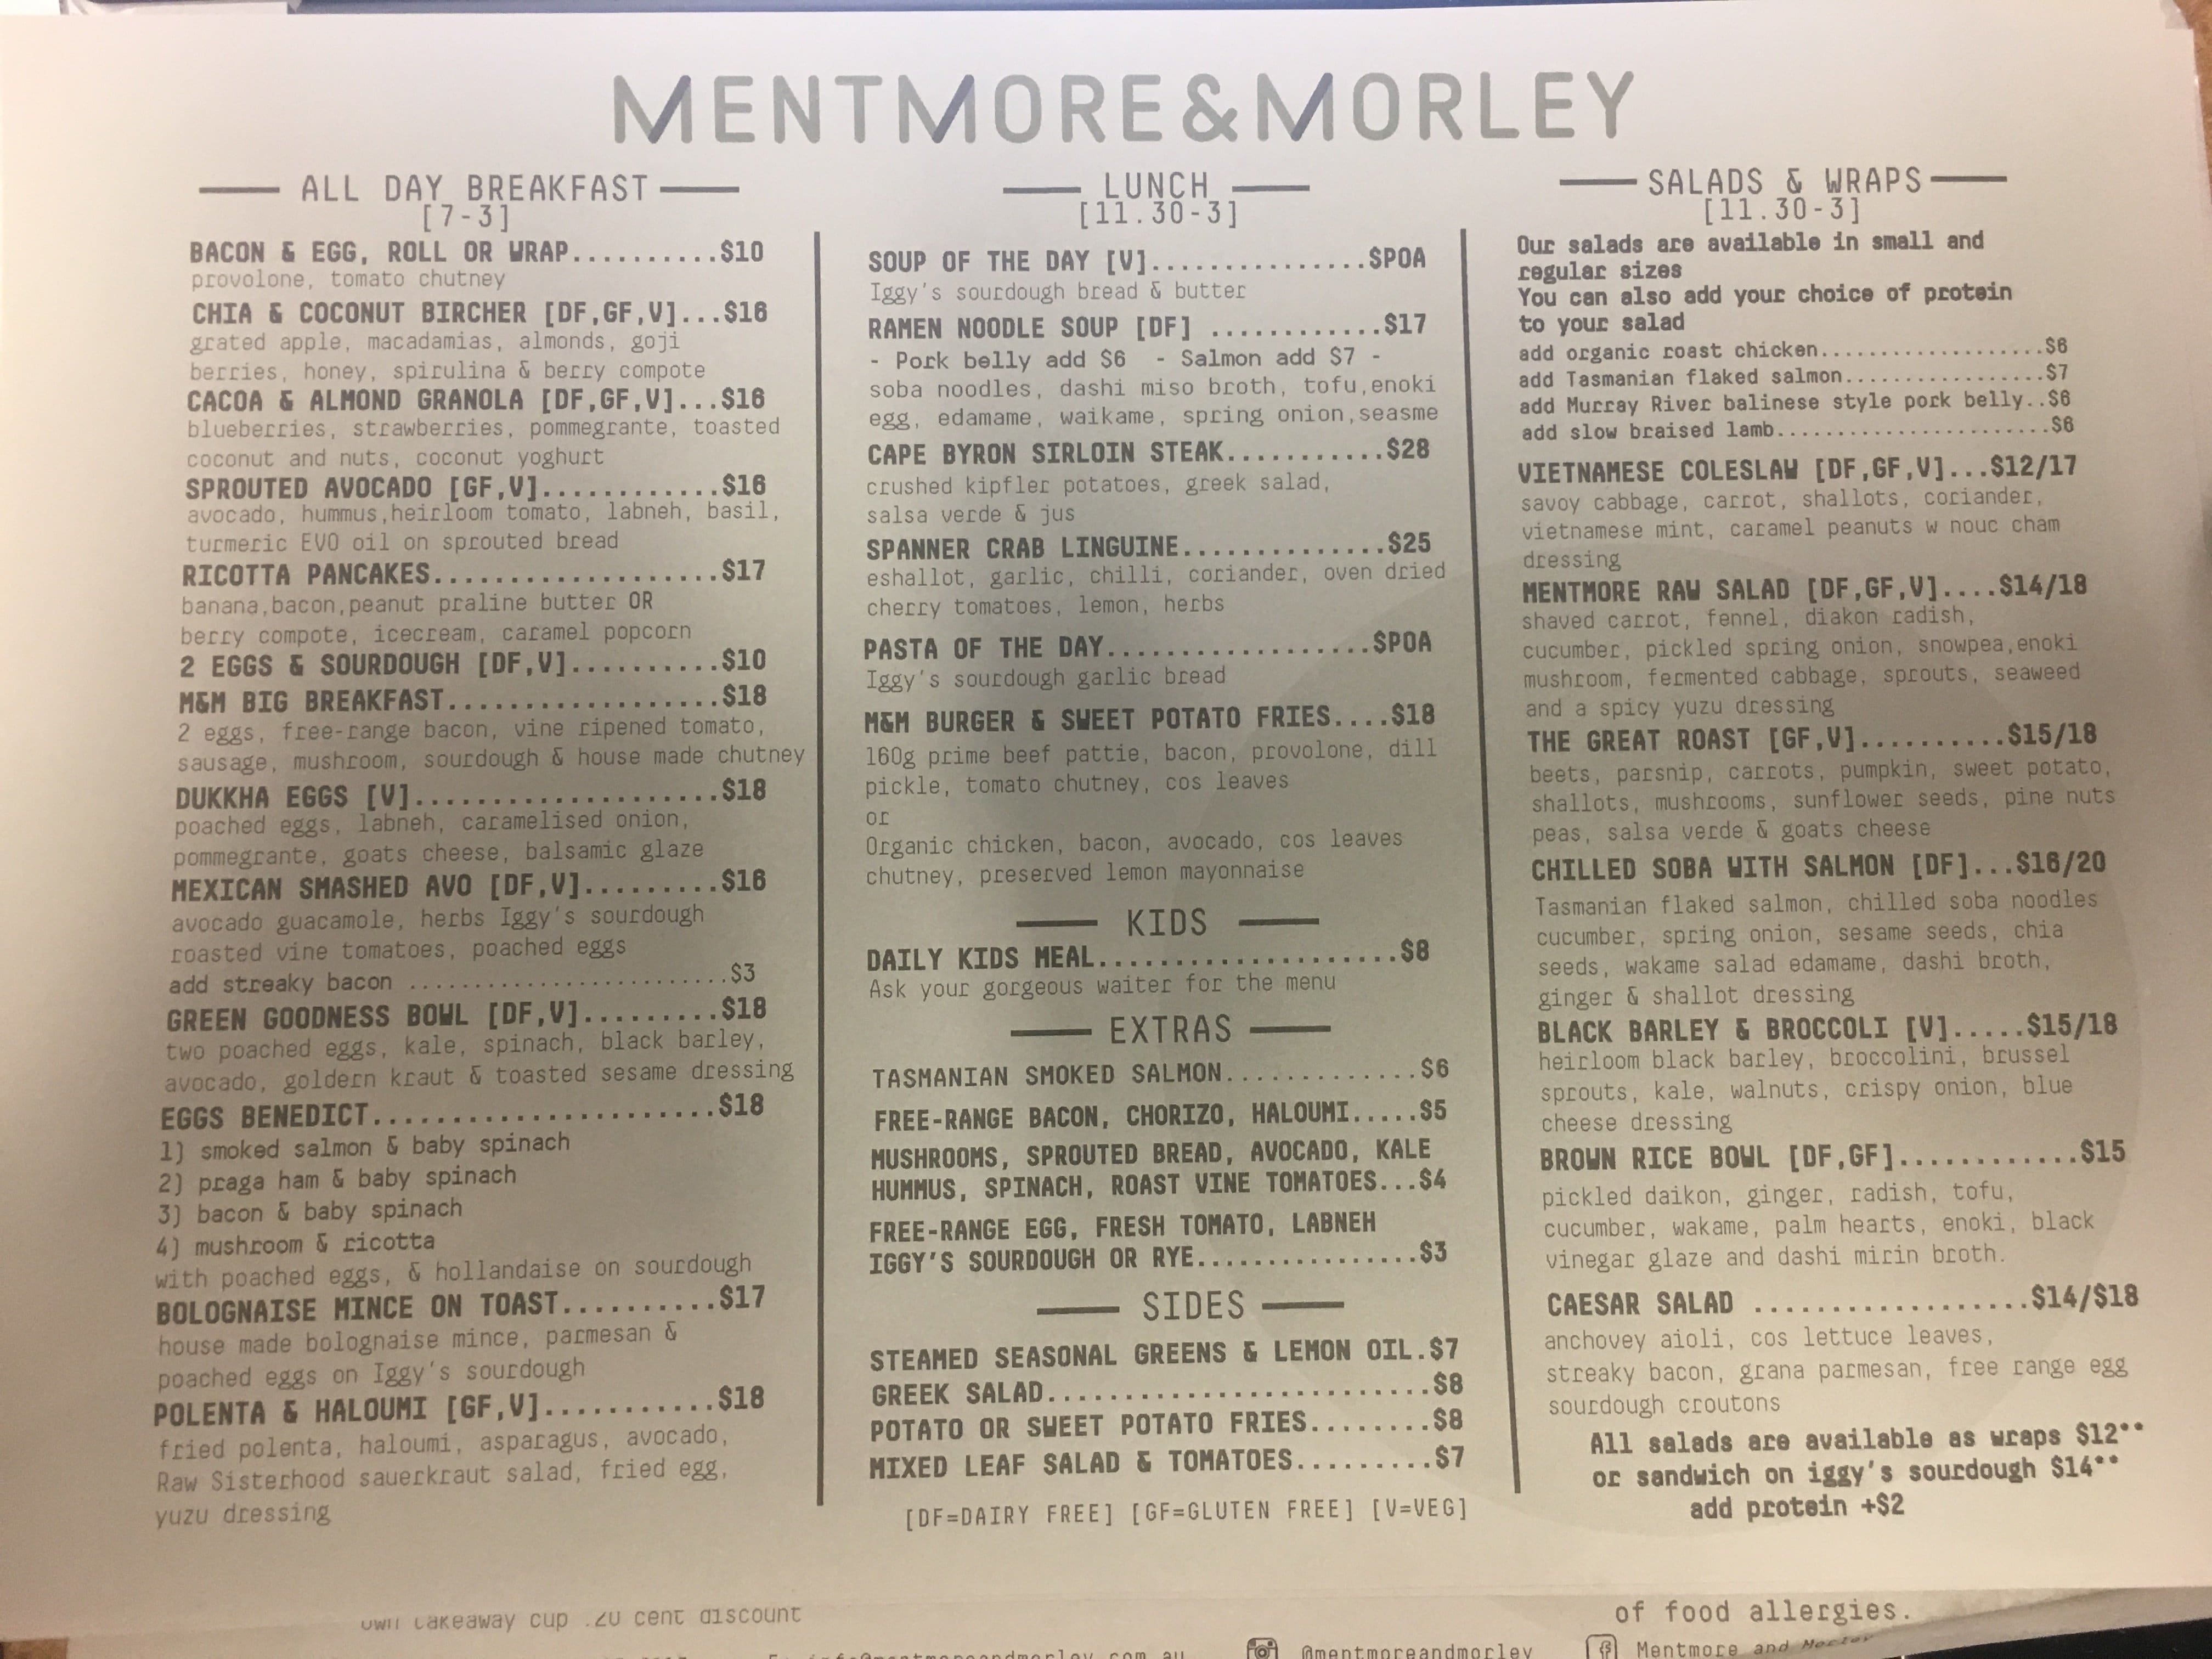 MENTMORE&MORLEY
ALL DAY BREAKFAST
[7-3]
BACON & EGG, ROLL OR WRAP..........$10
provolone, tomato chutney
CHIA & COCONUT BIRCHER [DF,GF,V]...$16
grated apple, macadamias, almonds, goji
berries, honey, spirulina & berry compote
CACOA & ALMOND GRANOLA [DF,GF,V]...$16
blueberries, strawberries, pommegrante, toasted
coconut and nuts, coconut yoghurt
SPROUTED AVOCADO [GF,V]............$16
avocado, hummus,heirloom tomato, labneh, basil,
turmeric EVO oil on sprouted bread
RICOTTA PANCAKES...................$17
banana,bacon,peanut praline butter OR
berry compote, icecream, caramel popcorn
2 EGGS & SOURDOUGH [DF,V]..........$10
M&M BIG BREAKFAST..................$18
2 eggs, free-range bacon, vine ripened tomato,
sausage, mushroom, sourdough & house made chutney
DUKKHA EGGS [V]....................$18
poached eggs, labneh, caramelised onion,
pommegrante, goats cheese, balsamic glaze
MEXICAN SMASHED AVO [DF,V].........$16
avocado guacamole, herbs Iggy's sourdough
roasted vine tomatoes, poached eggs
add streaky bacon .........................$3
GREEN GOODNESS BOWL [DF,V].........$18
two poached eggs, kale, spinach, black barley,
avocado, goldern kraut & toasted sesame dressing
EGGS BENEDICT......................$18
1) smoked salmon & baby spinach
2) praga ham & baby spinach
3) bacon & baby spinach
4) mushroom & ricotta
with poached eggs, & hollandaise on sourdough
BOLOGNAISE MINCE ON TOAST..........$17
house made bolognaise mince, parmesan &
poached eggs on Iggy's sourdough
POLENTA & HALOUMI [GF,V]...........$18
fried polenta, haloumi, asparagus, avocado,
Raw Sisterhood sauerkraut salad, fried egg,
yuzu dressing
LUNCH
[11.30-3]
SOUP OF THE DAY [V]..............$POA
Iggy's sourdough bread & butter
RAMEN NOODLE SOUP [DF] ...........$17
- Pork belly add $6 - Salmon add $7 -
soba noodles, dashi miso broth, tofu,enoki
egg, edamame, waikame, spring onion,seasme
CAPE BYRON SIRLOIN STEAK..........$28
crushed kipfler potatoes, greek salad,
salsa verde & jus
SPANNER CRAB LINGUINE.............$25
eshallot, garlic, chilli, coriander, oven dried
cherry tomatoes, lemon, herbs
PASTA OF THE DAY.................$POA
Iggy's sourdough garlic bread
M&M BURGER & SWEET POTATO FRIES....$18
160g prime beef pattie, bacon, provolone, dill
pickle, tomato chutney, cos leaves
or
Organic chicken, bacon, avocado, cos leaves
chutney, preserved lemon mayonnaise
KIDS
DAILY KIDS MEAL....................$8
Ask your gorgeous waiter for the menu
EXTRAS
TASMANIAN SMOKED SALMON............$6
FREE-RANGE BACON, CHORIZO, HALOUMI.....$5
MUSHROOMS, SPROUTED BREAD, AVOCADO, KALE
HUMMUS, SPINACH, ROAST VINE TOMATOES...$4
FREE-RANGE EGG, FRESH TOMATO, LABNEH
IGGY'S SOURDOUGH OR RYE...............$3
SIDES
STEAMED SEASONAL GREENS & LEMON OIL.$7
GREEK SALAD.........................$8
POTATO OR SWEET POTATO FRIES........$8
MIXED LEAF SALAD & TOMATOES.........$7
[DF=DAIRY FREE] [GF=GLUTEN FREE] [V=VEG]
SALADS & WRAPS
[11.30-3]
Our salads are available in small and
regular sizes
You can also add your choice of protein
to your salad
add organic roast chicken....................$6
add Tasmanian flaked salmon..................$7
add Murray River balinese style pork belly..$6
add slow braised lamb........................$6
VIETNAMESE COLESLAW [DF,GF,V]...$12/17
savoy cabbage, carrot, shallots, coriander,
vietnamese mint, caramel peanuts w nouc cham
dressing
MENTMORE RAW SALAD [DF,GF,V]....$14/18
shaved carrot, fennel, diakon radish,
cucumber, pickled spring onion, snowpea,enoki
mushroom, fermented cabbage, sprouts, seaweed
and a spicy yuzu dressing
THE GREAT ROAST [GF,V]..........$15/18
beets, parsnip, carrots, pumpkin, sweet potato,
shallots, mushrooms, sunflower seeds, pine nuts
peas, salsa verde & goats cheese
CHILLED SOBA WITH SALMON [DF]...$16/20
Tasmanian flaked salmon, chilled soba noodles
cucumber, spring onion, sesame seeds, chia
seeds, wakame salad edamame, dashi broth,
ginger & shallot dressing
BLACK BARLEY & BROCCOLI [V].....$15/18
heirloom black barley, broccolini, brussel
sprouts, kale, walnuts, crispy onion, blue
cheese dressing
BROWN RICE BOWL [DF,GF]............$15
pickled daikon, ginger, radish, tofu,
cucumber, wakame, palm hearts, enoki, black
vinegar glaze and dashi mirin broth.
CAESAR SALAD ..................$14/$18
anchovey aioli, cos lettuce leaves,
streaky bacon, grana parmesan, free range egg
sourdough croutons
All salads are available as wraps $12**
or sandwich on iggy's sourdough $14**
add protein +$2
own takeaway cup .20 cent discount
of food allergies.
@mentmoreandmorley
Mentmore and Morley